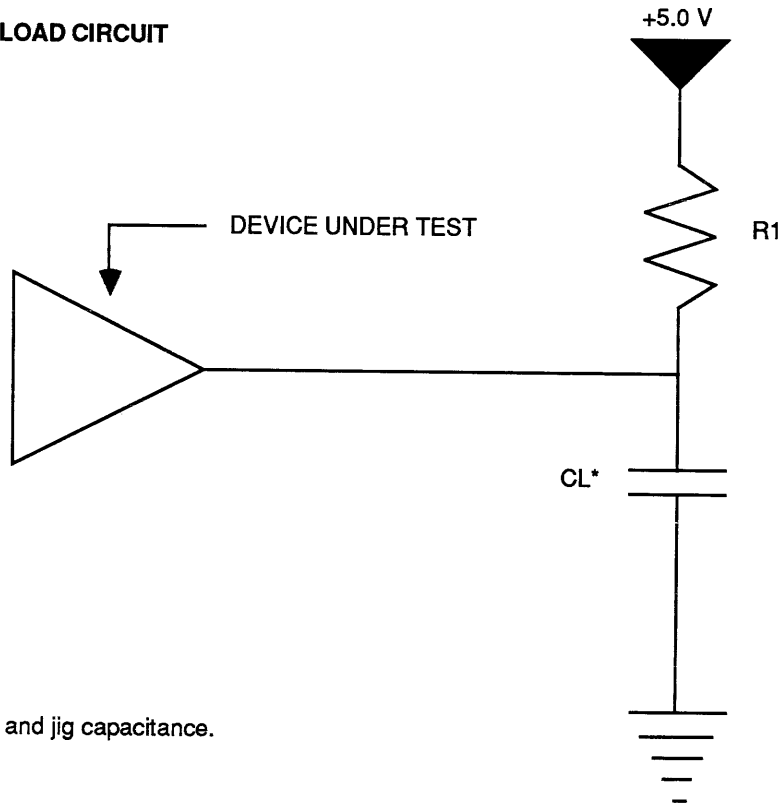 LOAD CIRCUIT
+5.0 V
DEVICE UNDER TEST
R1
CL*
and jig capacitance.